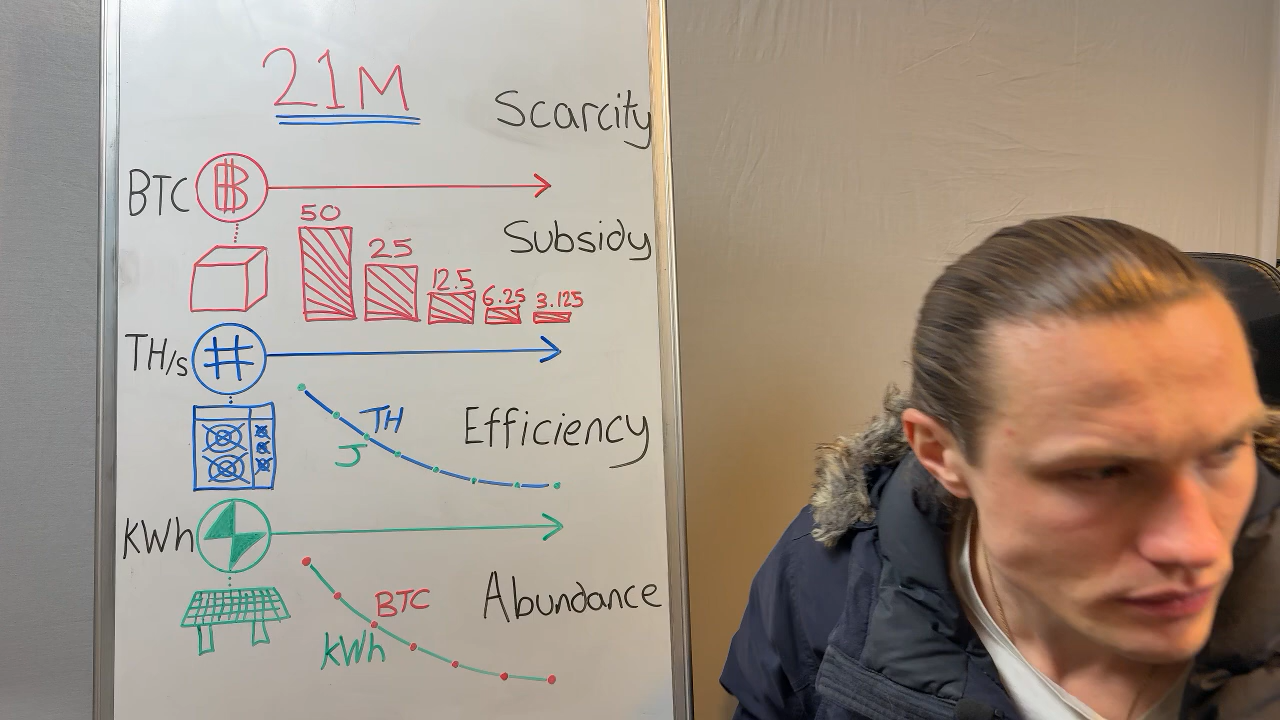 21M
Scarcity
BTC ₿
50 25 12.5 6.25 3.125
Subsidy
TH/s #
TH
J
Efficiency
KWh
BTC
KWh
Abundance